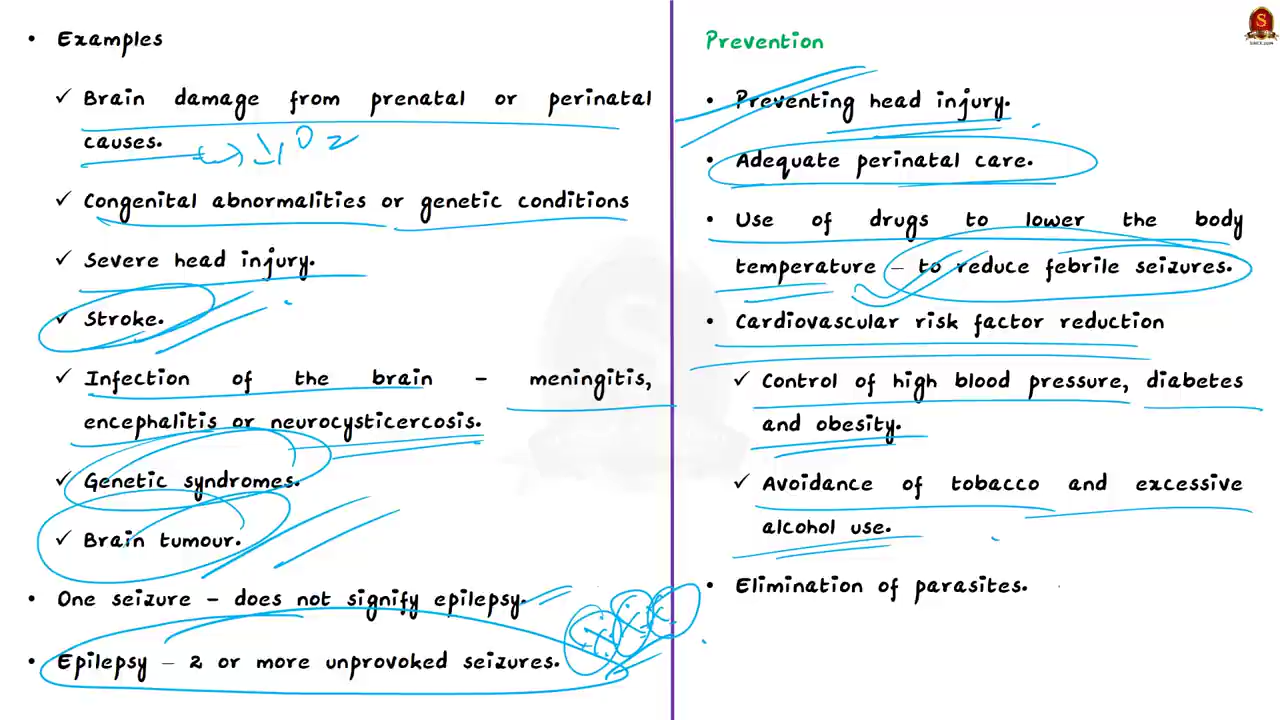 • Examples
✓ Brain damage from prenatal or perinatal
causes.
✓ Congenital abnormalities or genetic conditions
✓ Severe head injury.
✓ Stroke.
✓ Infection of the brain – meningitis,
encephalitis or neurocysticercosis.
✓ Genetic syndromes.
✓ Brain tumour.
• One seizure – does not signify epilepsy.
• Epilepsy – 2 or more unprovoked seizures.
Prevention
• Preventing head injury.
• Adequate perinatal care.
• Use of drugs to lower the body
temperature – to reduce febrile seizures.
• Cardiovascular risk factor reduction
✓ Control of high blood pressure, diabetes
and obesity.
✓ Avoidance of tobacco and excessive
alcohol use.
• Elimination of parasites.